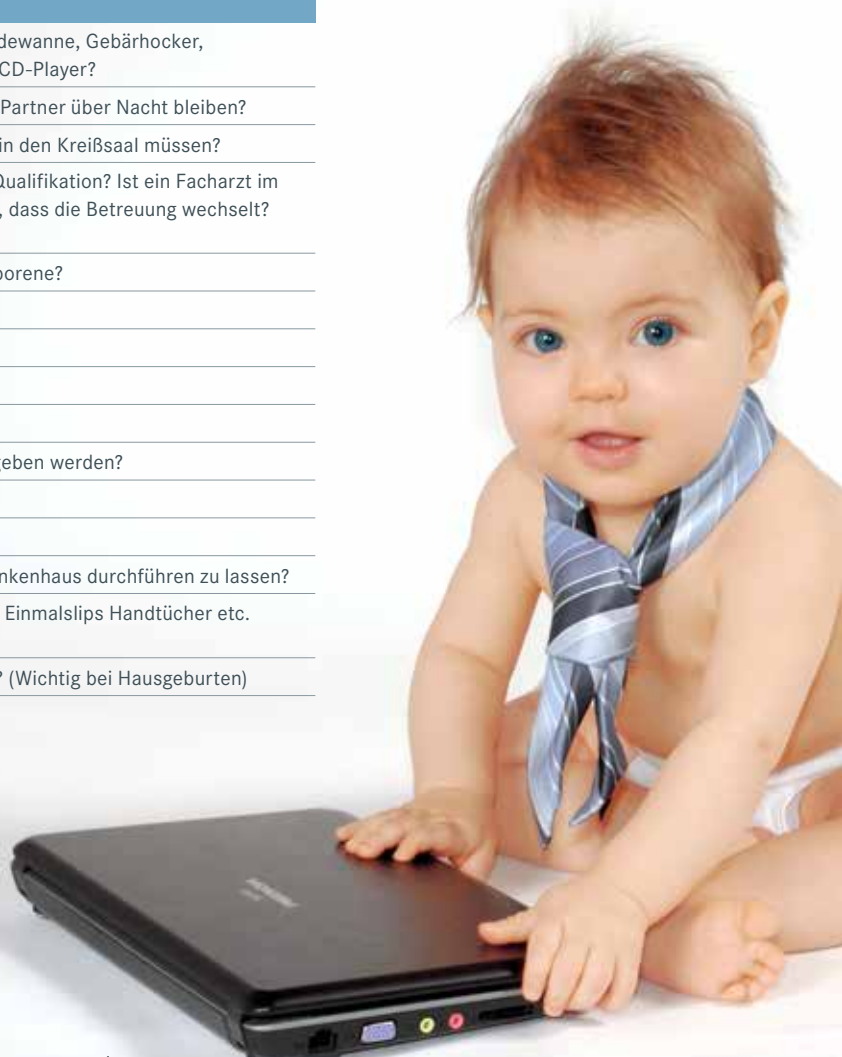 dewanne, Gebärhocker,
CD-Player?
Partner über Nacht bleiben?
in den Kreißsaal müssen?
Qualifikation? Ist ein Facharzt im
, dass die Betreuung wechselt?
borene?
geben werden?
nkenhaus durchführen zu lassen?
Einmalslips Handtücher etc.
? (Wichtig bei Hausgeburten)